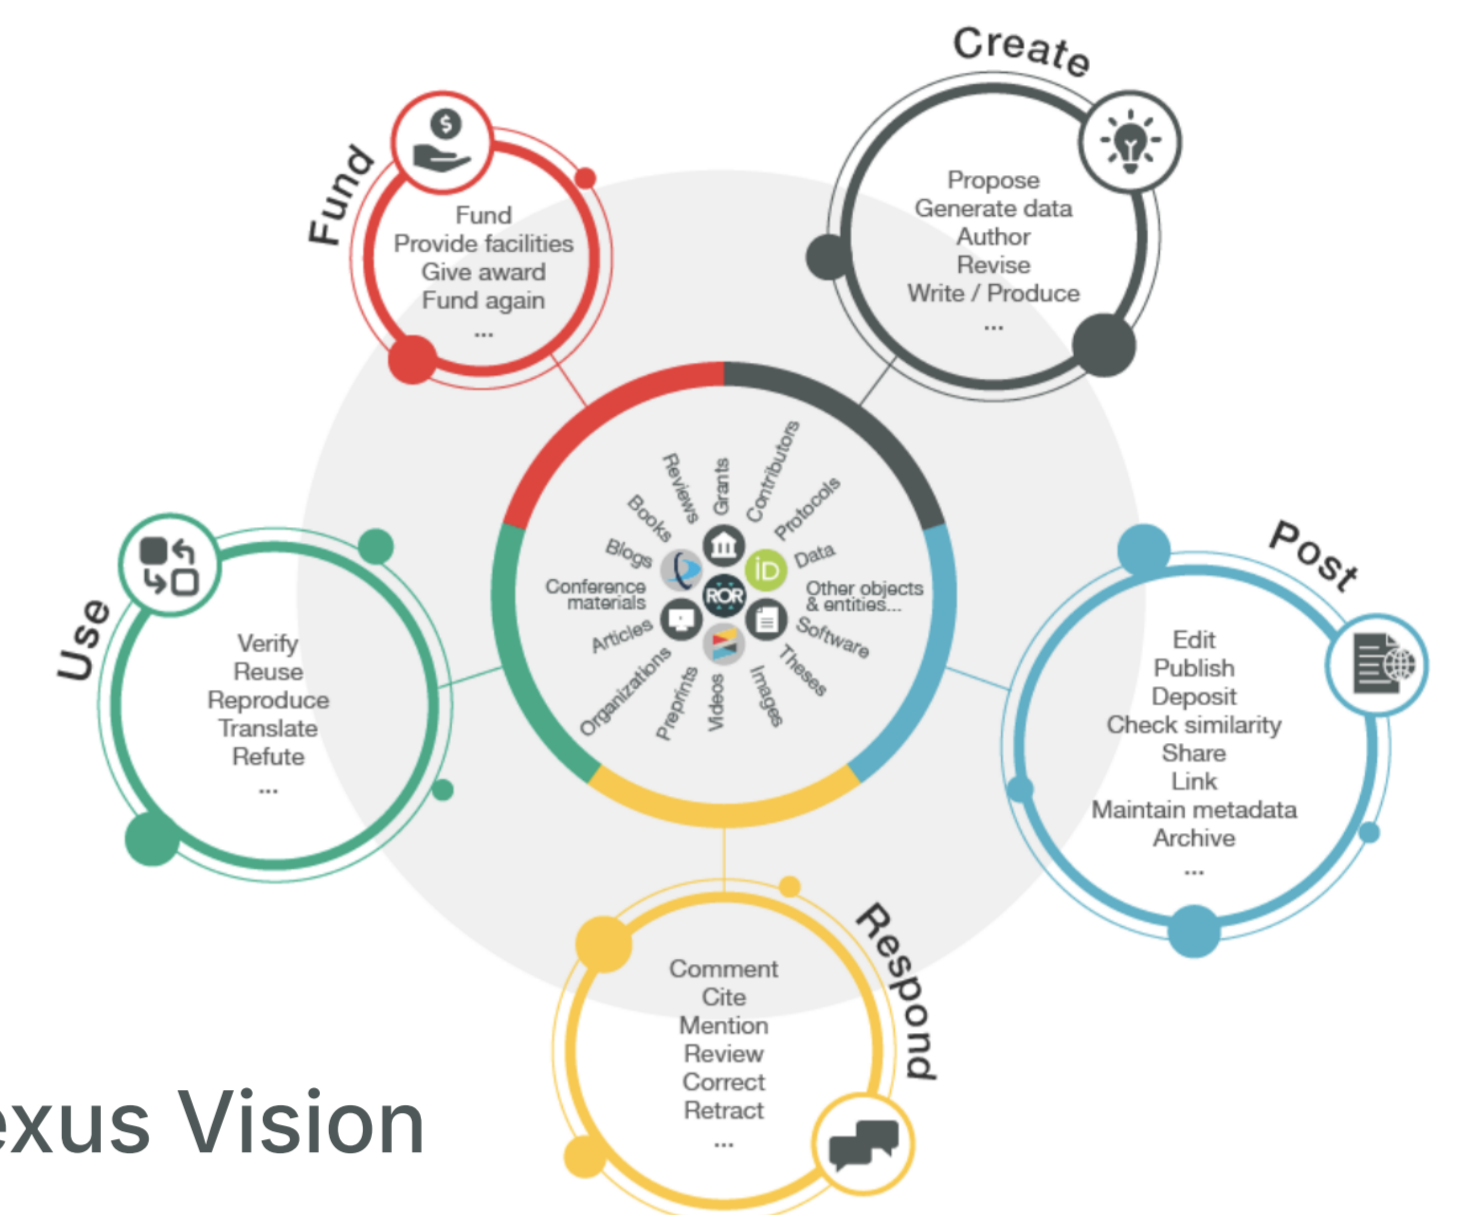 Create
Propose
Generate data
Author
Revise
Write / Produce
...
Fund
$
Fund
Provide facilities
Give award
Fund again
...
Post
Edit
Publish
Deposit
Check similarity
Share
Link
Maintain metadata
Archive
...
Respond
Comment
Cite
Mention
Review
Correct
Retract
...
Use
Verify
Reuse
Reproduce
Translate
Refute
...
Grants
Contributors
Protocols
Data
Other objects
& entities...
Software
Theses
Images
Videos
Preprints
Organizations
Articles
Conference
materials
Blogs
Books
Reviews
iD
ROR
exus Vision